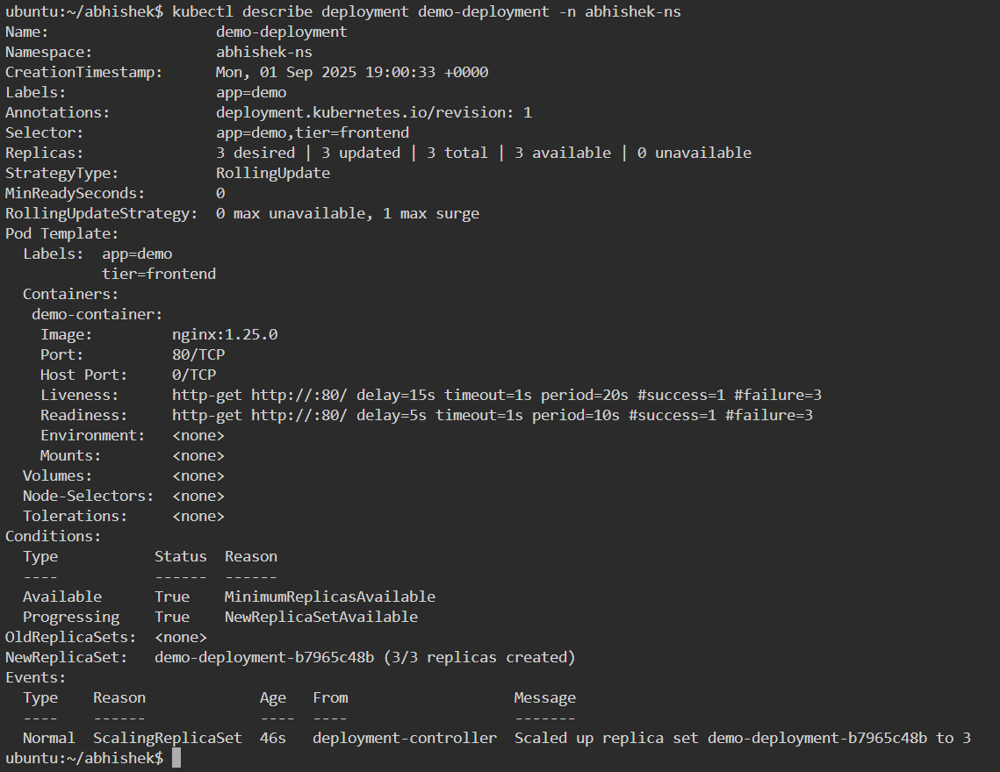 ubuntu:~/abhishek$ kubectl describe deployment demo-deployment -n abhishek-ns
Name:                   demo-deployment
Namespace:              abhishek-ns
CreationTimestamp:      Mon, 01 Sep 2025 19:00:33 +0000
Labels:                 app=demo
Annotations:            deployment.kubernetes.io/revision: 1
Selector:               app=demo,tier=frontend
Replicas:               3 desired | 3 updated | 3 total | 3 available | 0 unavailable
StrategyType:           RollingUpdate
MinReadySeconds:        0
RollingUpdateStrategy:  0 max unavailable, 1 max surge
Pod Template:
  Labels:  app=demo
           tier=frontend
  Containers:
   demo-container:
    Image:         nginx:1.25.0
    Port:          80/TCP
    Host Port:     0/TCP
    Liveness:      http-get http://:80/ delay=15s timeout=1s period=20s #success=1 #failure=3
    Readiness:     http-get http://:80/ delay=5s timeout=1s period=10s #success=1 #failure=3
    Environment:   <none>
    Mounts:        <none>
  Volumes:         <none>
  Node-Selectors:  <none>
  Tolerations:     <none>
Conditions:
  Type           Status  Reason
  ----           ------  ------
  Available      True    MinimumReplicasAvailable
  Progressing    True    NewReplicaSetAvailable
OldReplicaSets:  <none>
NewReplicaSet:   demo-deployment-b7965c48b (3/3 replicas created)
Events:
  Type    Reason             Age   From                   Message
  ----    ------             ----  ----                   -------
  Normal  ScalingReplicaSet  46s   deployment-controller  Scaled up replica set demo-deployment-b7965c48b to 3
ubuntu:~/abhishek$